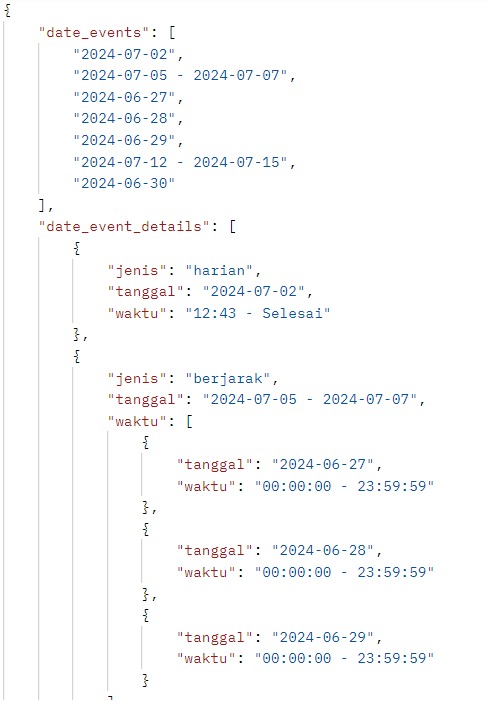 {
"date_events": [
"2024-07-02",
"2024-07-05 - 2024-07-07",
"2024-06-27",
"2024-06-28",
"2024-06-29",
"2024-07-12 - 2024-07-15",
"2024-06-30"
],
"date_event_details": [
{
"jenis": "harian",
"tanggal": "2024-07-02",
"waktu": "12:43 - Selesai"
},
{
"jenis": "berjarak",
"tanggal": "2024-07-05 - 2024-07-07",
"waktu": [
{
"tanggal": "2024-06-27",
"waktu": "00:00:00 - 23:59:59"
},
{
"tanggal": "2024-06-28",
"waktu": "00:00:00 - 23:59:59"
},
{
"tanggal": "2024-06-29",
"waktu": "00:00:00 - 23:59:59"
}
]